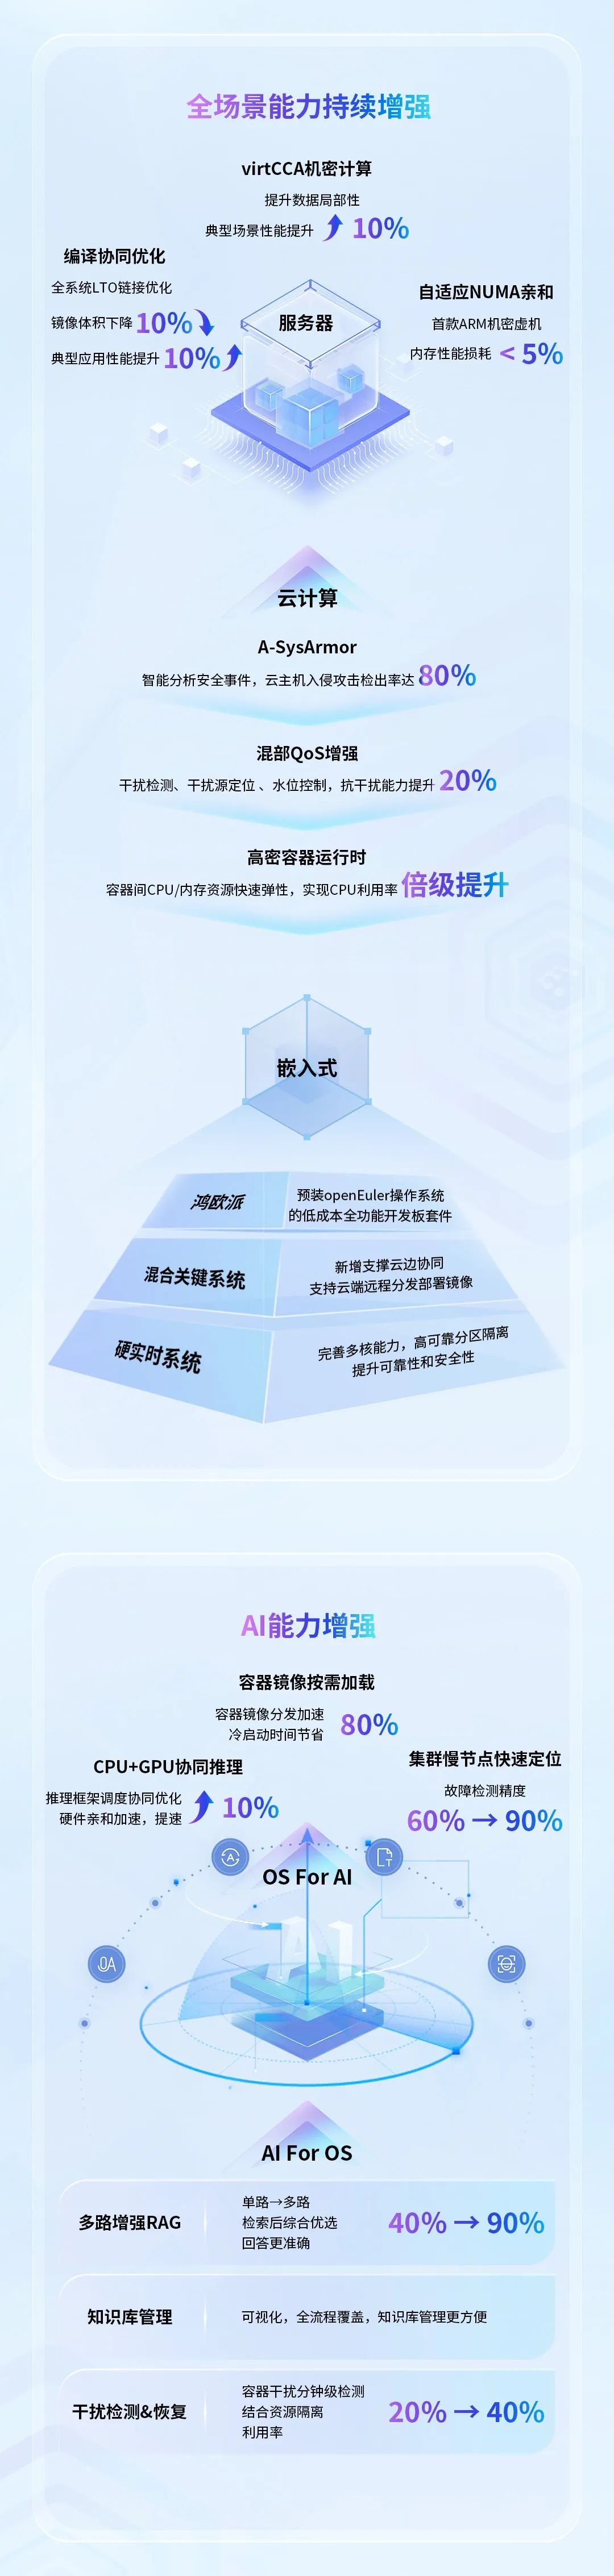 全场景能力持续增强
virtCCA机密计算
提升数据局部性
典型场景性能提升 10%
编译协同优化
全系统LTO链接优化
镜像体积下降 10%
典型应用性能提升 10%
自适应NUMA亲和
首款ARM机密虚机
内存性能损耗 < 5%
服务器
云计算
A-SysArmor
智能分析安全事件，云主机入侵攻击检出率达 80%
混部QoS增强
干扰检测、干扰源定位 、水位控制，抗干扰能力提升 20%
高密容器运行时
容器间CPU/内存资源快速弹性，实现CPU利用率 倍级提升
嵌入式
鸿欧派
预装openEuler操作系统
的低成本全功能开发板套件
混合关键系统
新增支撑云边协同
支持云端远程分发部署镜像
硬实时系统
完善多核能力，高可靠分区隔离
提升可靠性和安全性
AI能力增强
容器镜像按需加载
容器镜像分发加速
冷启动时间节省
80%
CPU+GPU协同推理
推理框架调度协同优化
硬件亲和加速，提速
10%
集群慢节点快速定位
故障检测精度
60% → 90%
OS For AI
A
T
0A
AI
AI For OS
多路增强RAG
单路→多路
检索后综合优选
回答更准确
40% → 90%
知识库管理
可视化，全流程覆盖，知识库管理更方便
干扰检测&恢复
容器干扰分钟级检测
结合资源隔离
利用率
20% → 40%